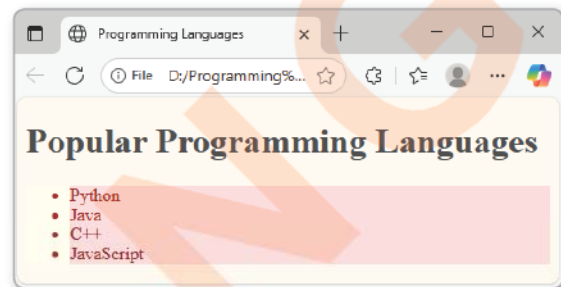 Programming Languages
File D:/Programming%...
Popular Programming Languages
• Python
• Java
• C++
• JavaScript